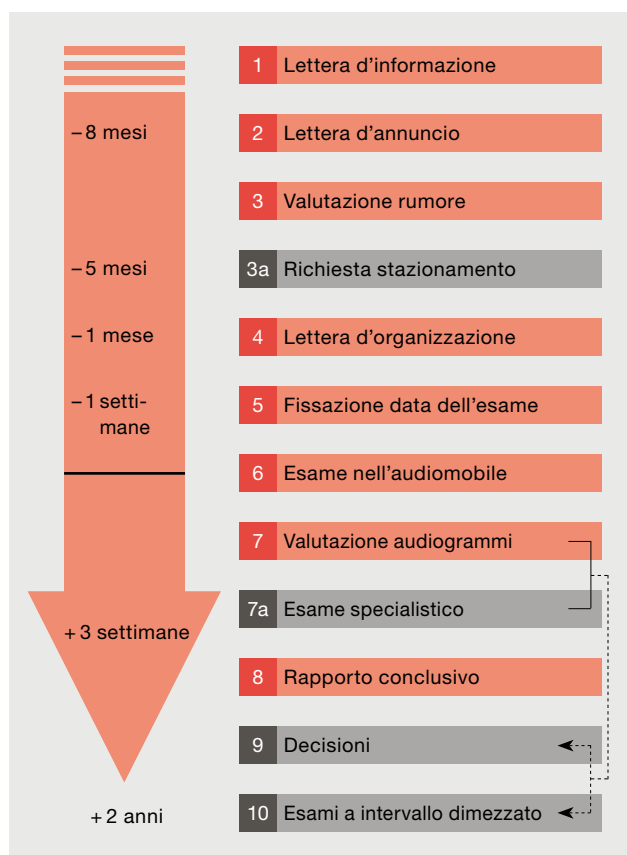 1 Lettera d'informazione
– 8 mesi
2 Lettera d'annuncio
3 Valutazione rumore
– 5 mesi
3a Richiesta stazionamento
– 1 mese
4 Lettera d'organizzazione
– 1 setti-
mane
5 Fissazione data dell'esame
6 Esame nell'audiomobile
7 Valutazione audiogrammi
7a Esame specialistico
+ 3 settimane
8 Rapporto conclusivo
9 Decisioni
+ 2 anni
10 Esami a intervallo dimezzato